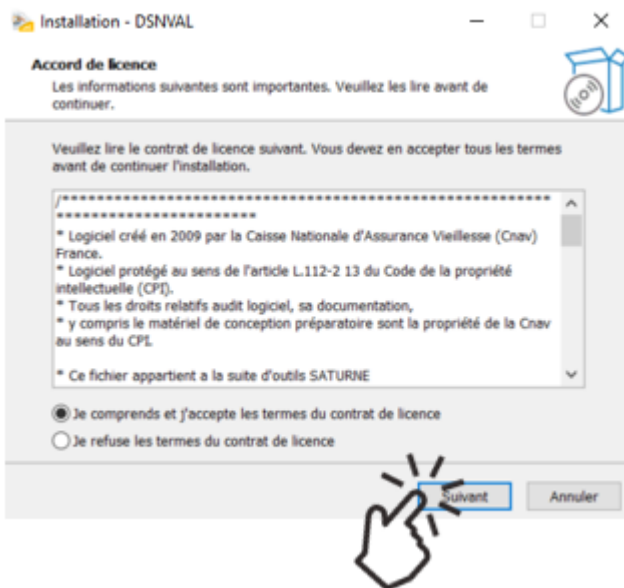 Installation - DSNVAL
Accord de licence
Les informations suivantes sont importantes. Veuillez les lire avant de
continuer.
Veuillez lire le contrat de licence suivant. Vous devez en accepter tous les termes
avant de continuer l'installation.
/*********************************************************
***********************
* Logiciel créé en 2009 par la Caisse Nationale d'Assurance Vieillesse (Cnav)
France.
* Logiciel protégé au sens de l'article L.112-2 13 du Code de la propriété
intellectuelle (CPI).
* Tous les droits relatifs audit logiciel, sa documentation,
* y compris le matériel de conception préparatoire sont la propriété de la Cnav
au sens du CPI.
* Ce fichier appartient a la suite d'outils SATURNE
Je comprends et j'accepte les termes du contrat de licence
Je refuse les termes du contrat de licence
Suivant
Annuler